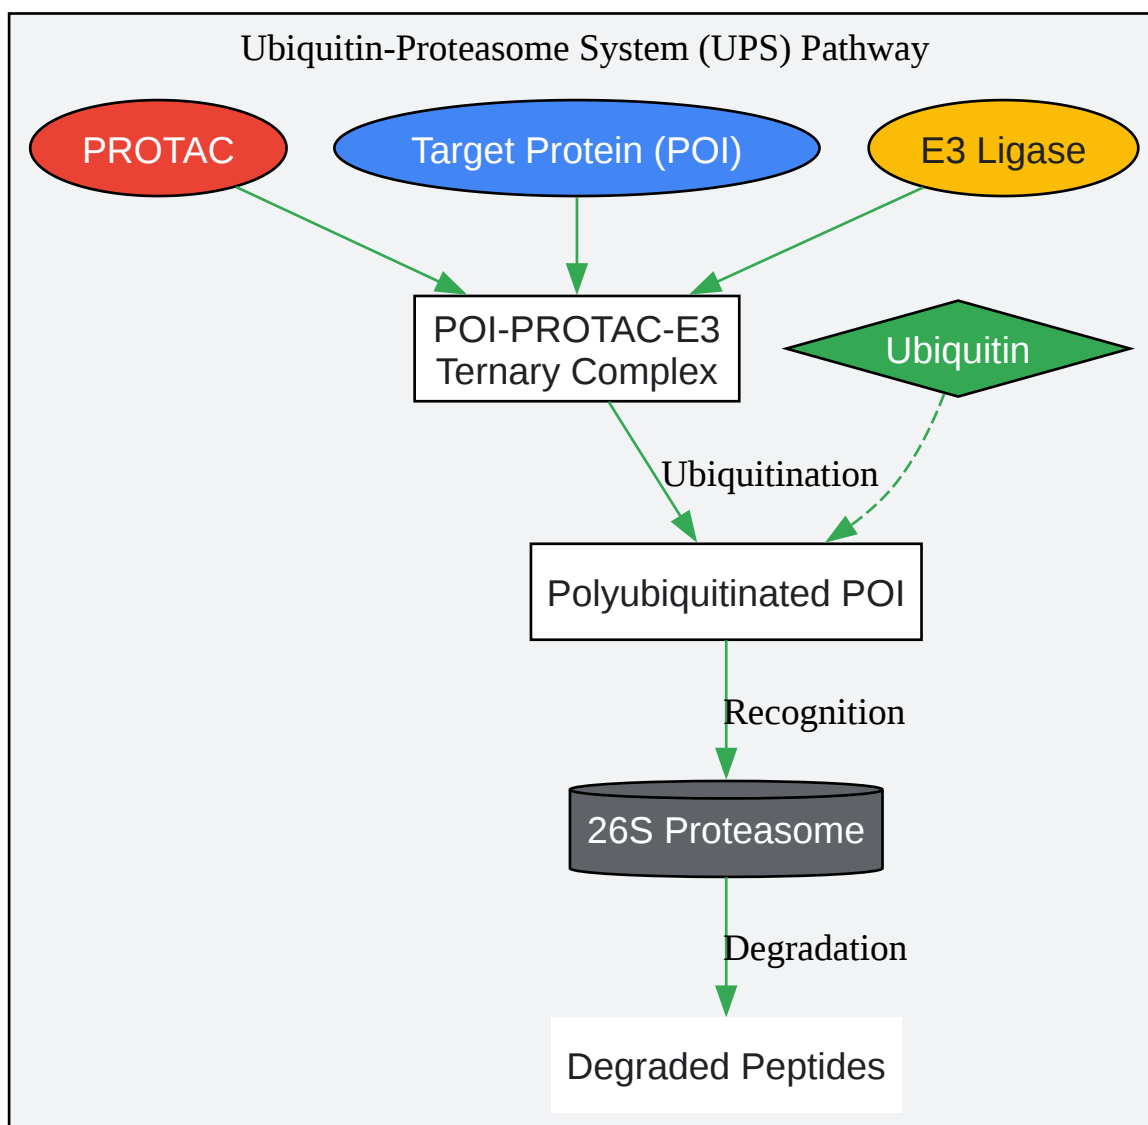 Ubiquitin-Proteasome System (UPS) Pathway
PROTAC
Target Protein (POI)
E3 Ligase
POI-PROTAC-E3
Ternary Complex
Ubiquitin
Ubiquitination
Polyubiquitinated POI
Recognition
26S Proteasome
Degradation
Degraded Peptides